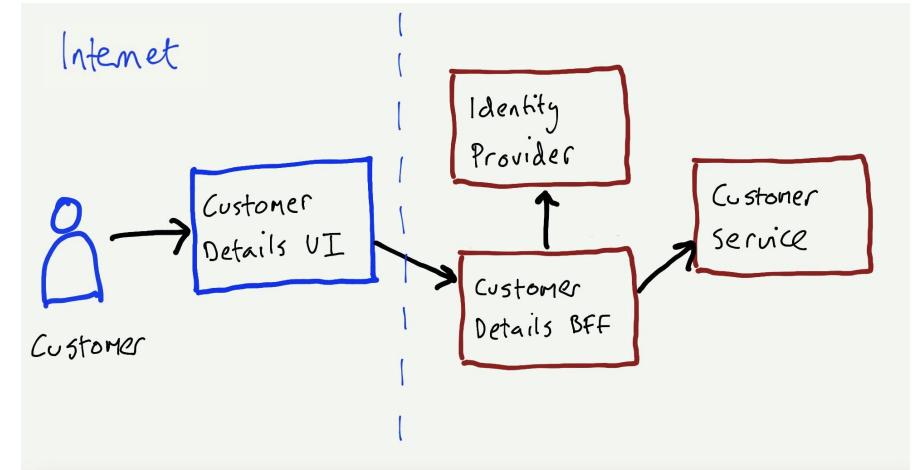 Internet
Customer
Customer
Details UI
Identity
Provider
Customer
Details BFF
Customer
Service